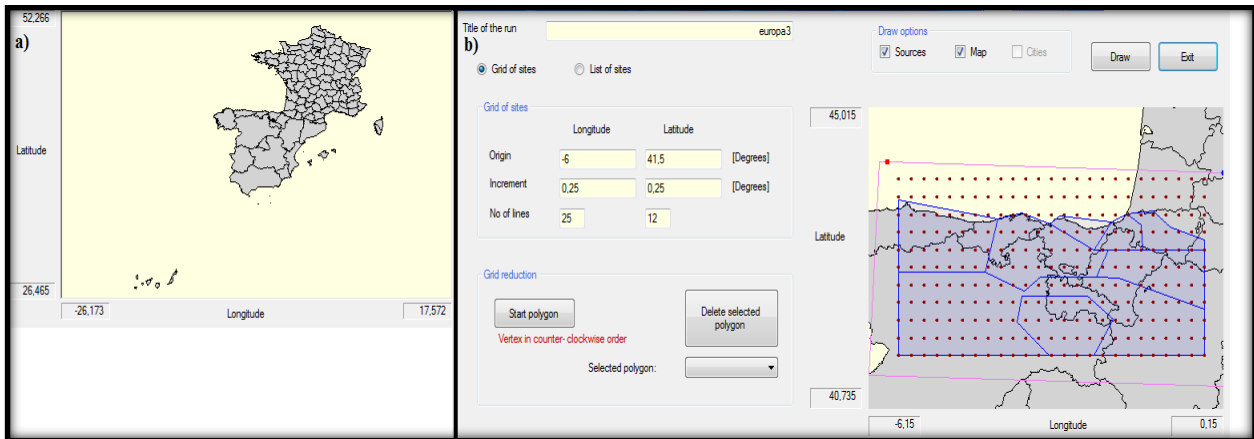 52,266
a)
Latitude
26,465
-26,173
Longitude
17,572
Title of the run
europa3
b)
Grid of sites
List of sites
Draw options
Sources
Map
Cities
Draw
Exit
Grid of sites
Longitude
Latitude
Origin
-6
41,5
[Degrees]
Increment
0,25
0,25
[Degrees]
No of lines
25
12
Grid reduction
Start polygon
Delete selected
polygon
Vertex in counter- clockwise order
Selected polygon:
45,015
Latitude
40,735
-6,15
Longitude
0,15